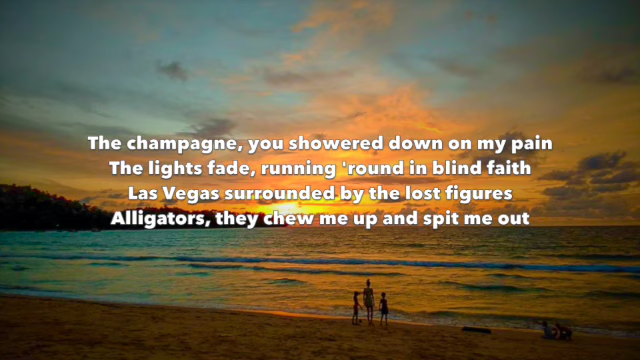 The champagne, you showered down on my pain
The lights fade, running 'round in blind faith
Las Vegas surrounded by the lost figures
Alligators, they chew me up and spit me out